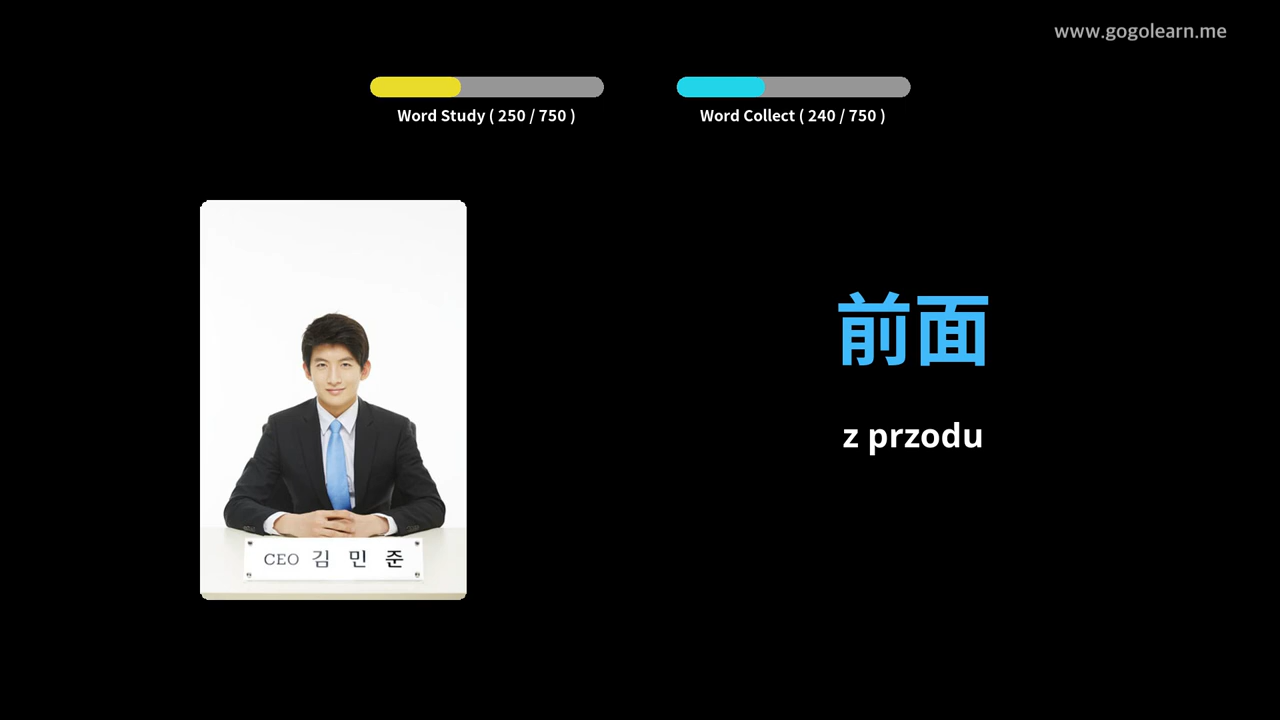 www.gogolearn.me
Word Study ( 250 / 750 )
Word Collect ( 240 / 750 )
前面
z przodu
CEO 김 민 준